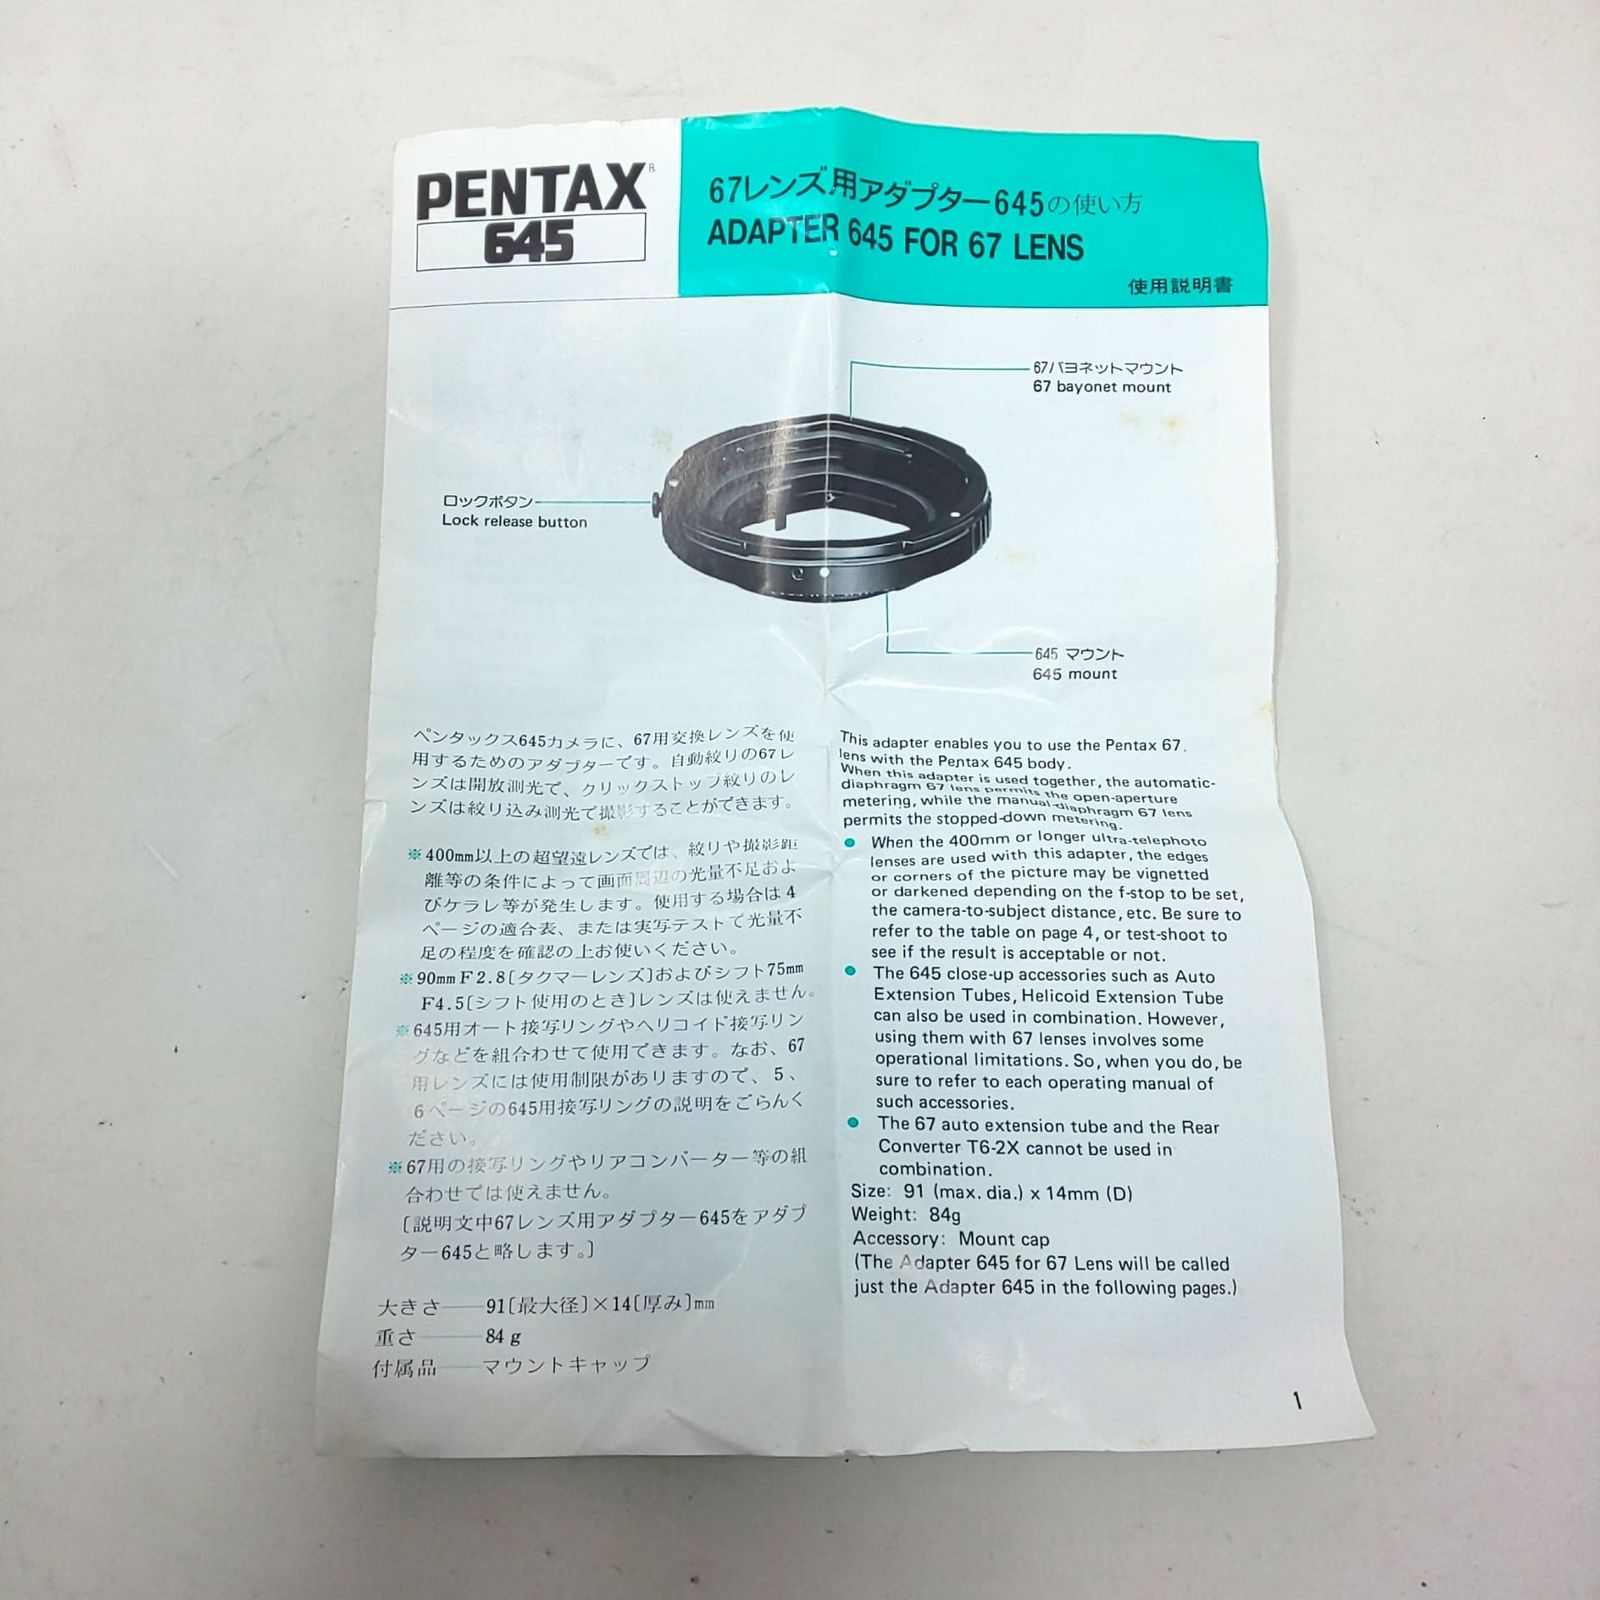 PENTAX®
645
67レンズ用アダプター645の使い方
ADAPTER 645 FOR 67 LENS
使用説明書
67バヨネットマウント
67 bayonet mount
ロックボタン
Lock release button
645 マウント
645 mount
ペンタックス645カメラに、67用交換レンズを使
用するためのアダプターです。自動絞りの67レ
ンズは開放測光で、クリックストップ絞りのレ
ンズは絞り込み測光で撮影することができます。
※400mm以上の超望遠レンズでは、絞りや撮影距
離等の条件によって画面周辺の光量不足およ
びケラレ等が発生します。使用する場合は4
ページの適合表、または実写テストで光量不
足の程度を確認の上お使いください。
※90mm F2.8〔タクマーレンズ〕およびシフト75mm
F4.5〔シフト使用のとき〕レンズは使えません。
※645用オート接写リングやヘリコイド接写リン
グなどを組合わせて使用できます。なお、67
用レンズには使用制限がありますので、5、
6ページの645用接写リングの説明をごらんく
ださい。
※67用の接写リングやリアコンバーター等の組
合わせでは使えません。
〔説明文中67レンズ用アダプター645をアダプ
ター645と略します。〕
大きさ——91〔最大径〕×14〔厚み〕mm
重さ——84 g
付属品——マウントキャップ
This adapter enables you to use the Pentax 67
lens with the Pentax 645 body.
When this adapter is used together, the automatic-
diaphragm 67 lens permits the open-aperture
metering, while the manual-diaphragm 67 lens
permits the stopped-down metering.
● When the 400mm or longer ultra-telephoto
lenses are used with this adapter, the edges
or corners of the picture may be vignetted
or darkened depending on the f-stop to be set,
the camera-to-subject distance, etc. Be sure to
refer to the table on page 4, or test-shoot to
see if the result is acceptable or not.
● The 645 close-up accessories such as Auto
Extension Tubes, Helicoid Extension Tube
can also be used in combination. However,
using them with 67 lenses involves some
operational limitations. So, when you do, be
sure to refer to each operating manual of
such accessories.
● The 67 auto extension tube and the Rear
Converter T6-2X cannot be used in
combination.
Size: 91 (max. dia.) x 14mm (D)
Weight: 84g
Accessory: Mount cap
(The Adapter 645 for 67 Lens will be called
just the Adapter 645 in the following pages.)
1